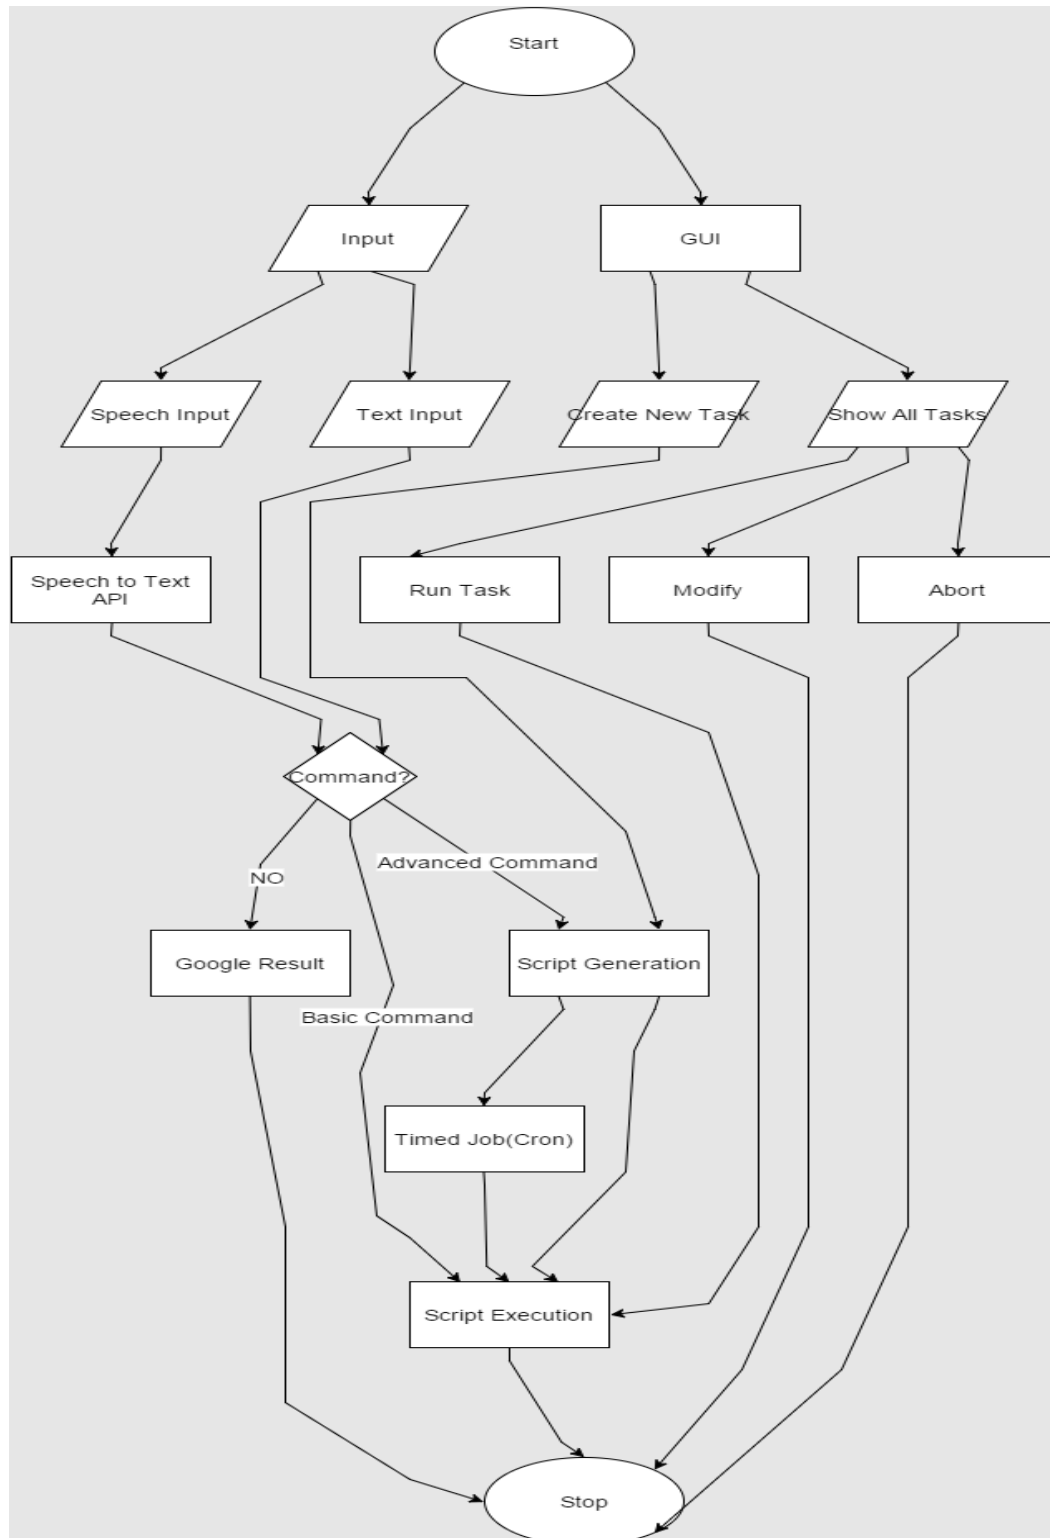 Start
Input
GUI
Speech Input
Text Input
Create New Task
Show All Tasks
Speech to Text
API
Run Task
Modify
Abort
Command?
Advanced Command
NO
Google Result
Script Generation
Basic Command
Timed Job(Cron)
Script Execution
Stop